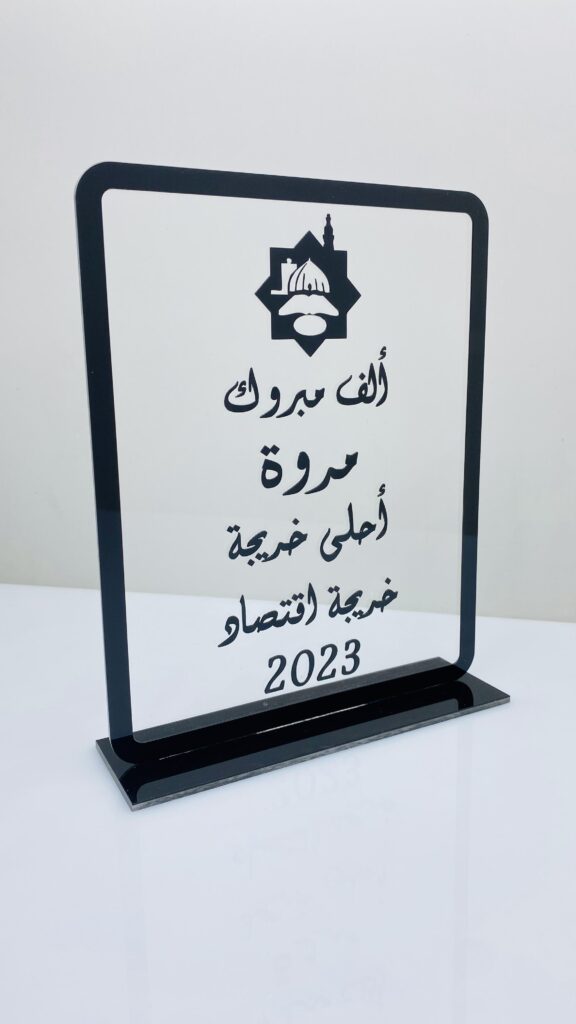 ألف مبروك
مروة
أحلى خريجة
خريجة اقتصاد
2023